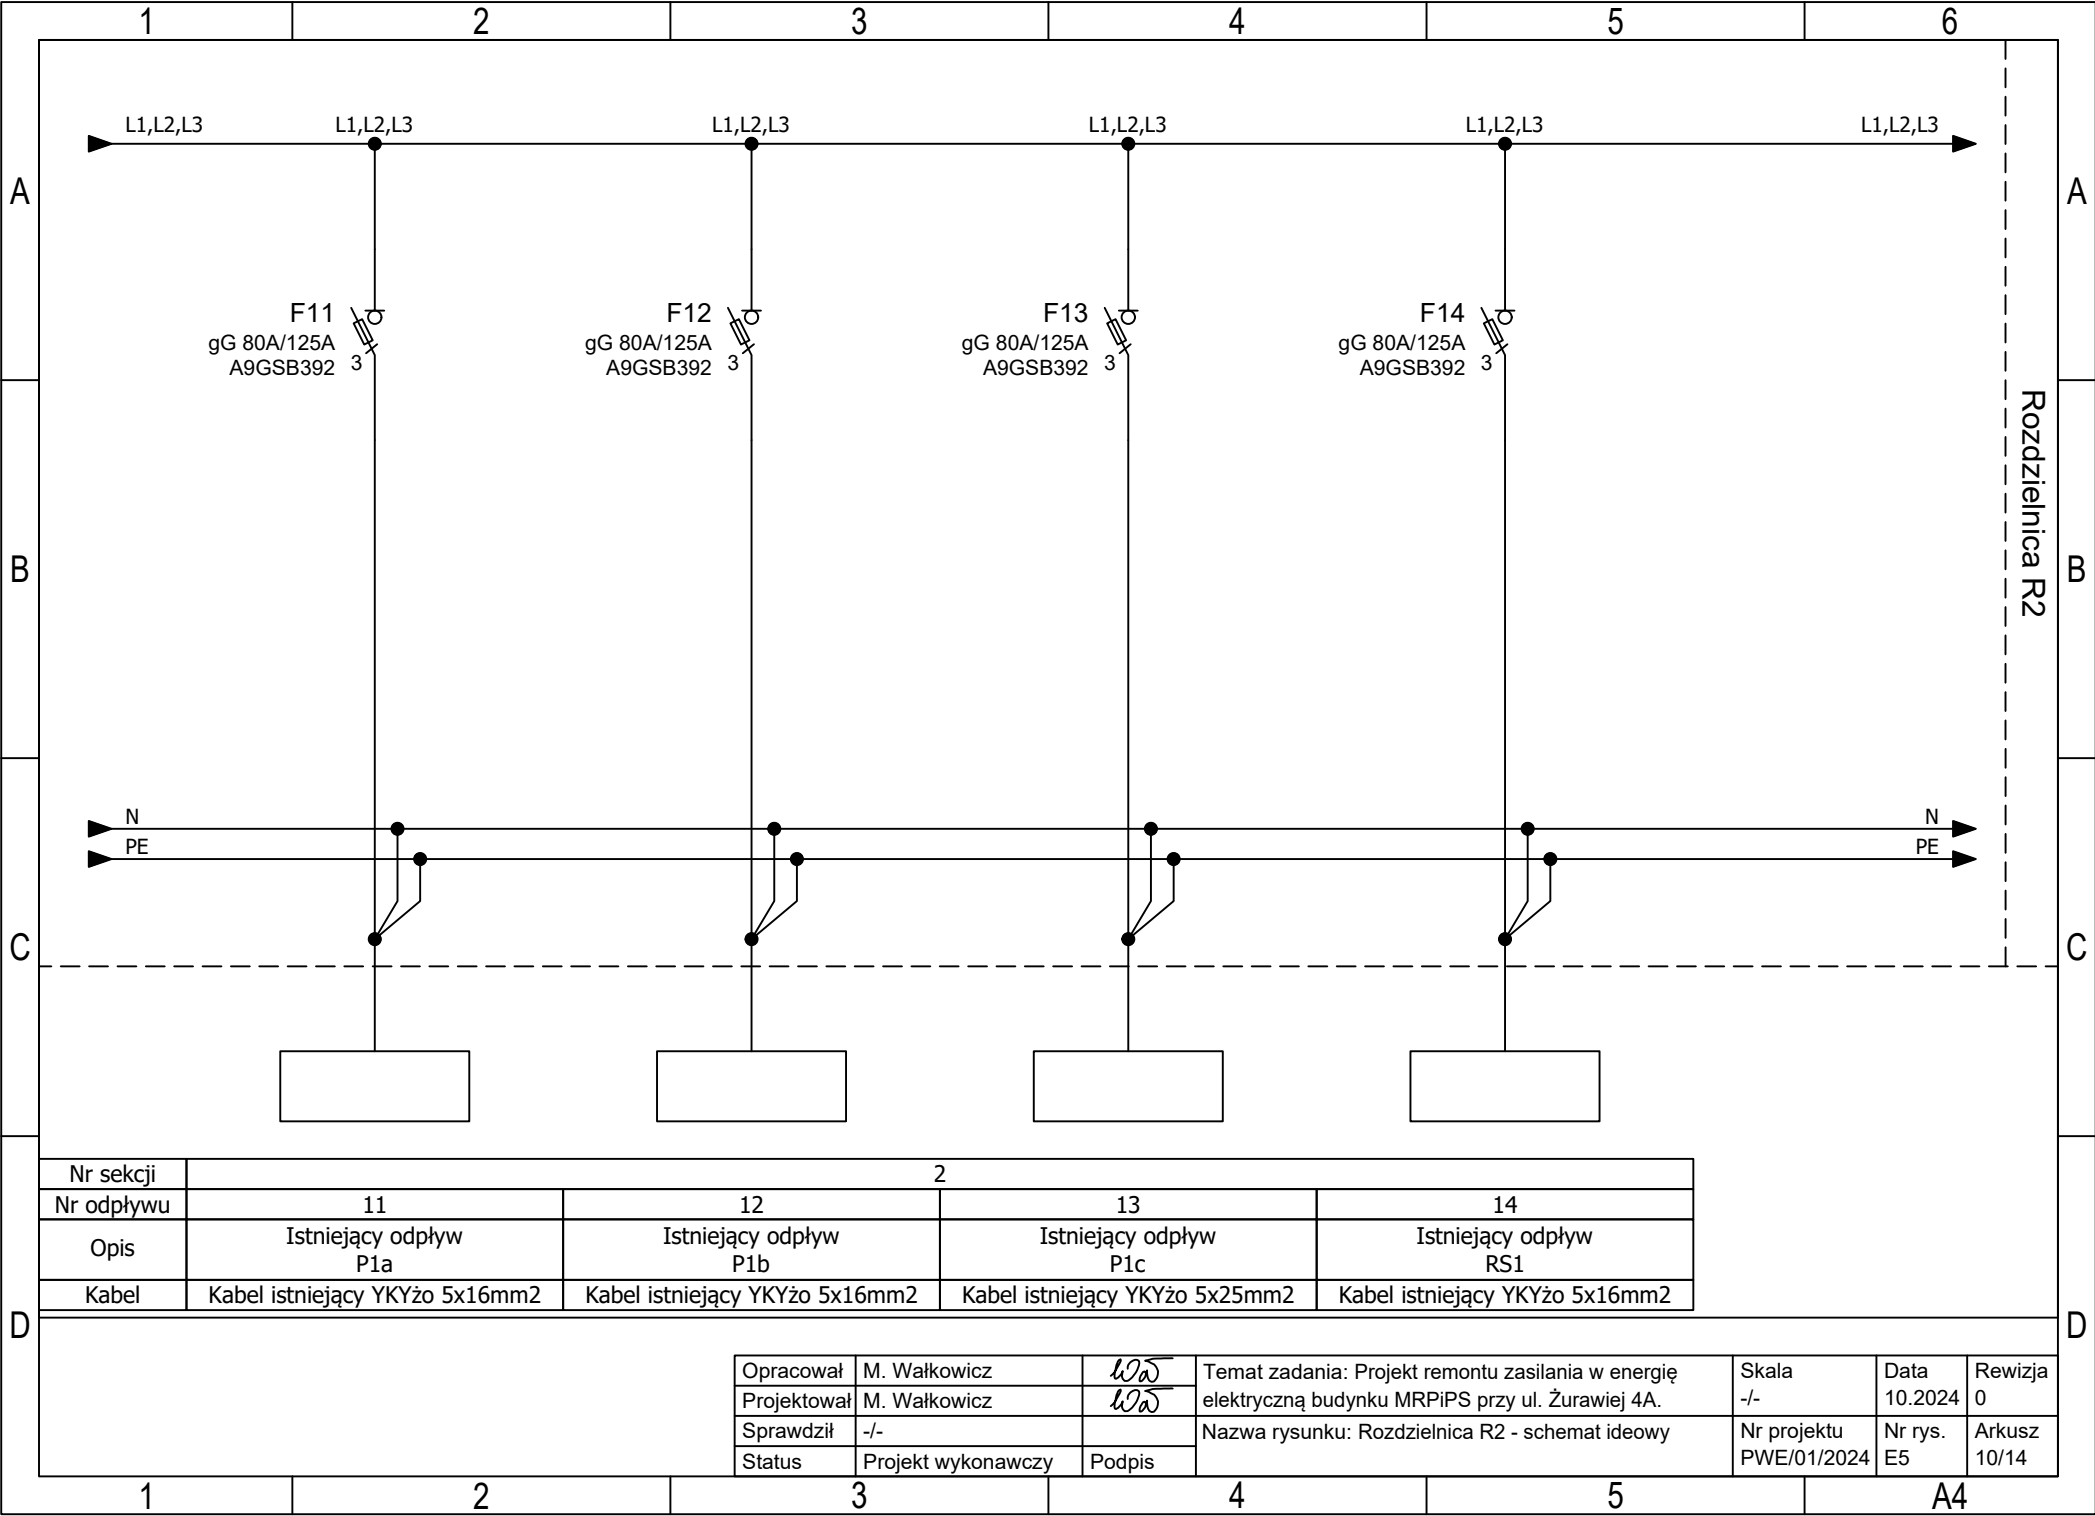 1 2 3 4 5 6
L1,L2,L3 L1,L2,L3 L1,L2,L3 L1,L2,L3 L1,L2,L3 L1,L2,L3
A A
F11 F12 F13 F14
gG 80A/125A gG 80A/125A gG 80A/125A gG 80A/125A
A9GSB392 3 A9GSB392 3 A9GSB392 3 A9GSB392 3
Rozdzielnica R2
B B
N N
PE PE
C C
Nr sekcji 2
Nr odpływu 11 12 13 14
Opis
Istniejący odpływ Istniejący odpływ Istniejący odpływ Istniejący odpływ
P1a P1b P1c RS1
Kabel Kabel istniejący YKYżo 5x16mm2 Kabel istniejący YKYżo 5x16mm2 Kabel istniejący YKYżo 5x25mm2 Kabel istniejący YKYżo 5x16mm2
D D
Opracował M. Wałkowicz Temat zadania: Projekt remontu zasilania w energię Skala Data Rewizja
Projektował M. Wałkowicz elektryczną budynku MRPiPS przy ul. Żurawiej 4A. -/- 10.2024 0
Sprawdził -/- Nazwa rysunku: Rozdzielnica R2 - schemat ideowy Nr projektu Nr rys. Arkusz
Status Projekt wykonawczy Podpis PWE/01/2024 E5 10/14
1 2 3 4 5 A4